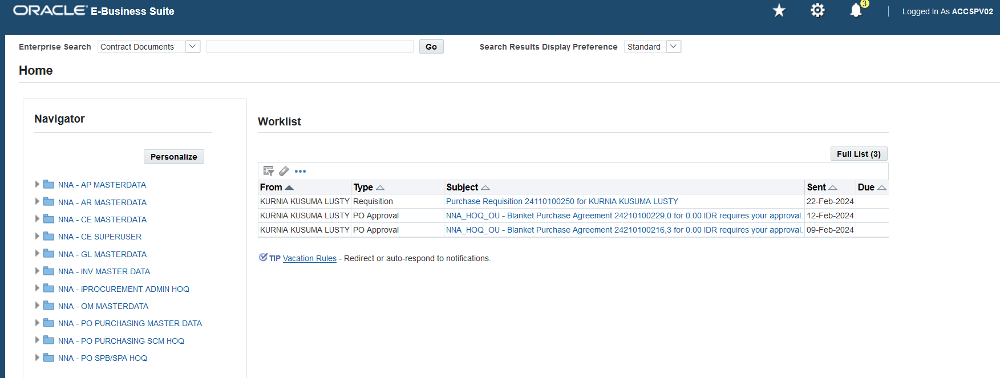 ORACLE E-Business Suite
3
Logged In As ACCSPV02
Enterprise Search Contract Documents Go Search Results Display Preference Standard
Home
Navigator
Personalize
NNA - AP MASTERDATA
NNA - AR MASTERDATA
NNA - CE MASTERDATA
NNA - CE SUPERUSER
NNA - GL MASTERDATA
NNA - INV MASTER DATA
NNA - iPROCUREMENT ADMIN HOQ
NNA - OM MASTERDATA
NNA - PO PURCHASING MASTER DATA
NNA - PO PURCHASING SCM HOQ
NNA - PO SPB/SPA HOQ
Worklist
Full List (3)
From Type Subject Sent Due
KURNIA KUSUMA LUSTY Requisition Purchase Requisition 24110100250 for KURNIA KUSUMA LUSTY 22-Feb-2024
KURNIA KUSUMA LUSTY PO Approval NNA_HOQ_OU - Blanket Purchase Agreement 24210100229,0 for 0.00 IDR requires your approval. 12-Feb-2024
KURNIA KUSUMA LUSTY PO Approval NNA_HOQ_OU - Blanket Purchase Agreement 24210100216,3 for 0.00 IDR requires your approval. 09-Feb-2024
TIP Vacation Rules - Redirect or auto-respond to notifications.